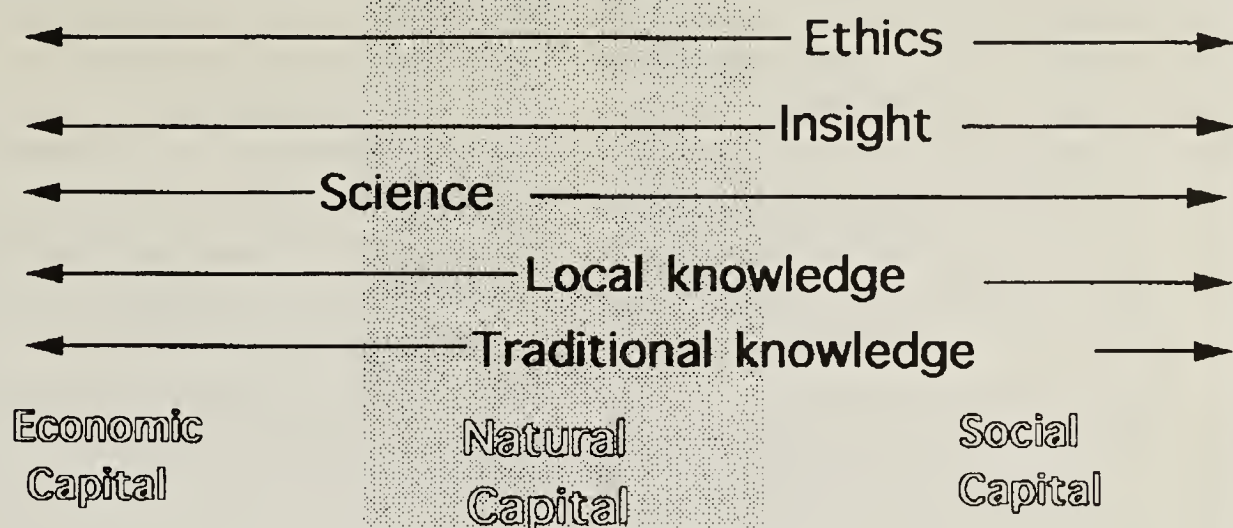 Ethics
Insight
Science
Local knowledge
Traditional knowledge
Economic
Capital
Natural
Capital
Social
Capital